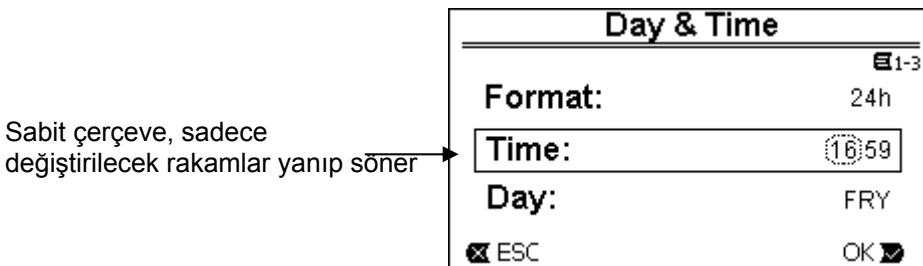 Day & Time
1-3
Format: 24h
Sabit çerçeve, sadece
değiştirilecek rakamlar yanıp söner
Time: 16:59
Day: FRY
ESC OK